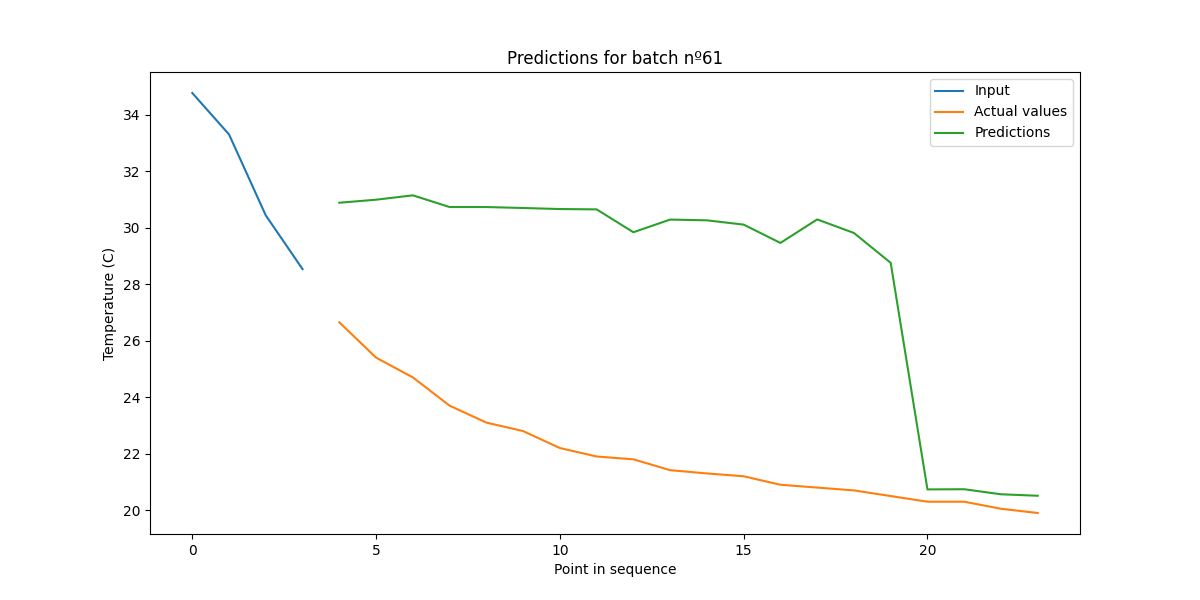 Predictions for batch nº61
Input
Actual values
Predictions
Temperature (C)
34
32
30
28
26
24
22
20
0
5
10
15
20
Point in sequence